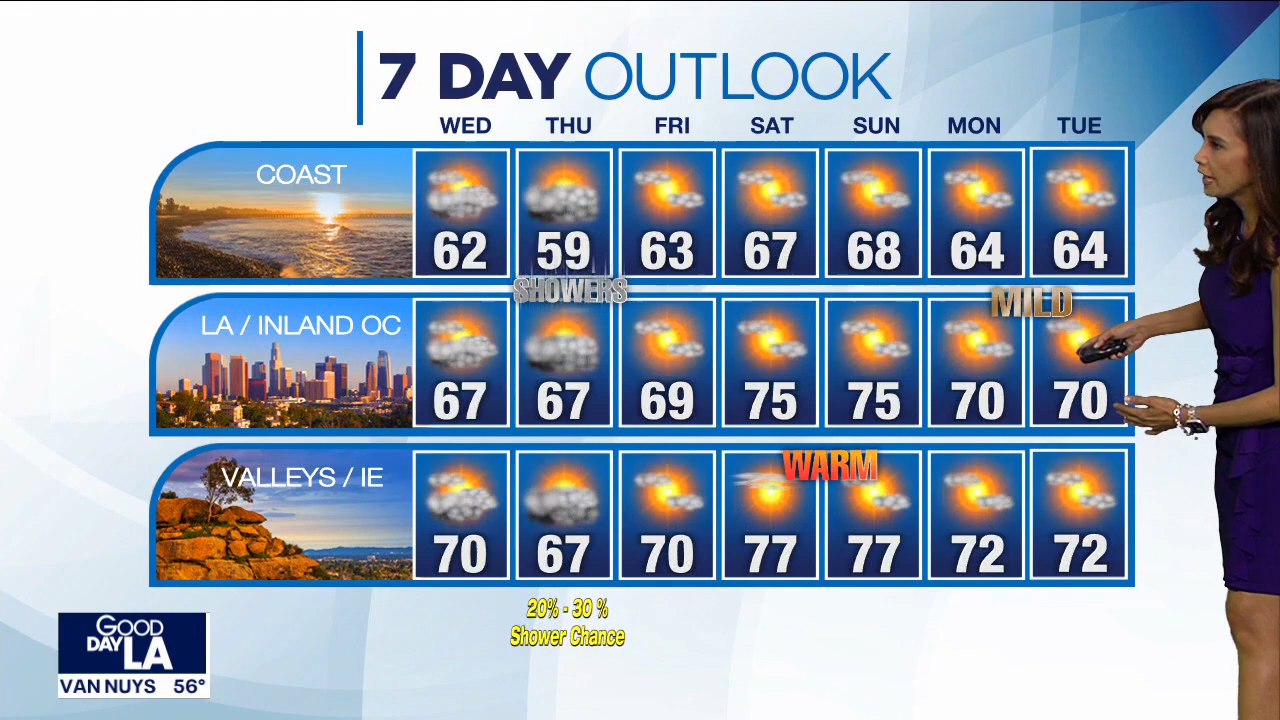 7 DAY OUTLOOK
WED THU FRI SAT SUN MON TUE
COAST
62 59 63 67 68 64 64
SHOWERS
MILD
LA / INLAND OC
67 67 69 75 75 70 70
WARM
VALLEYS / IE
70 67 70 77 77 72 72
20% - 30 %
Shower Chance
GOOD
DAY LA
VAN NUYS 56°